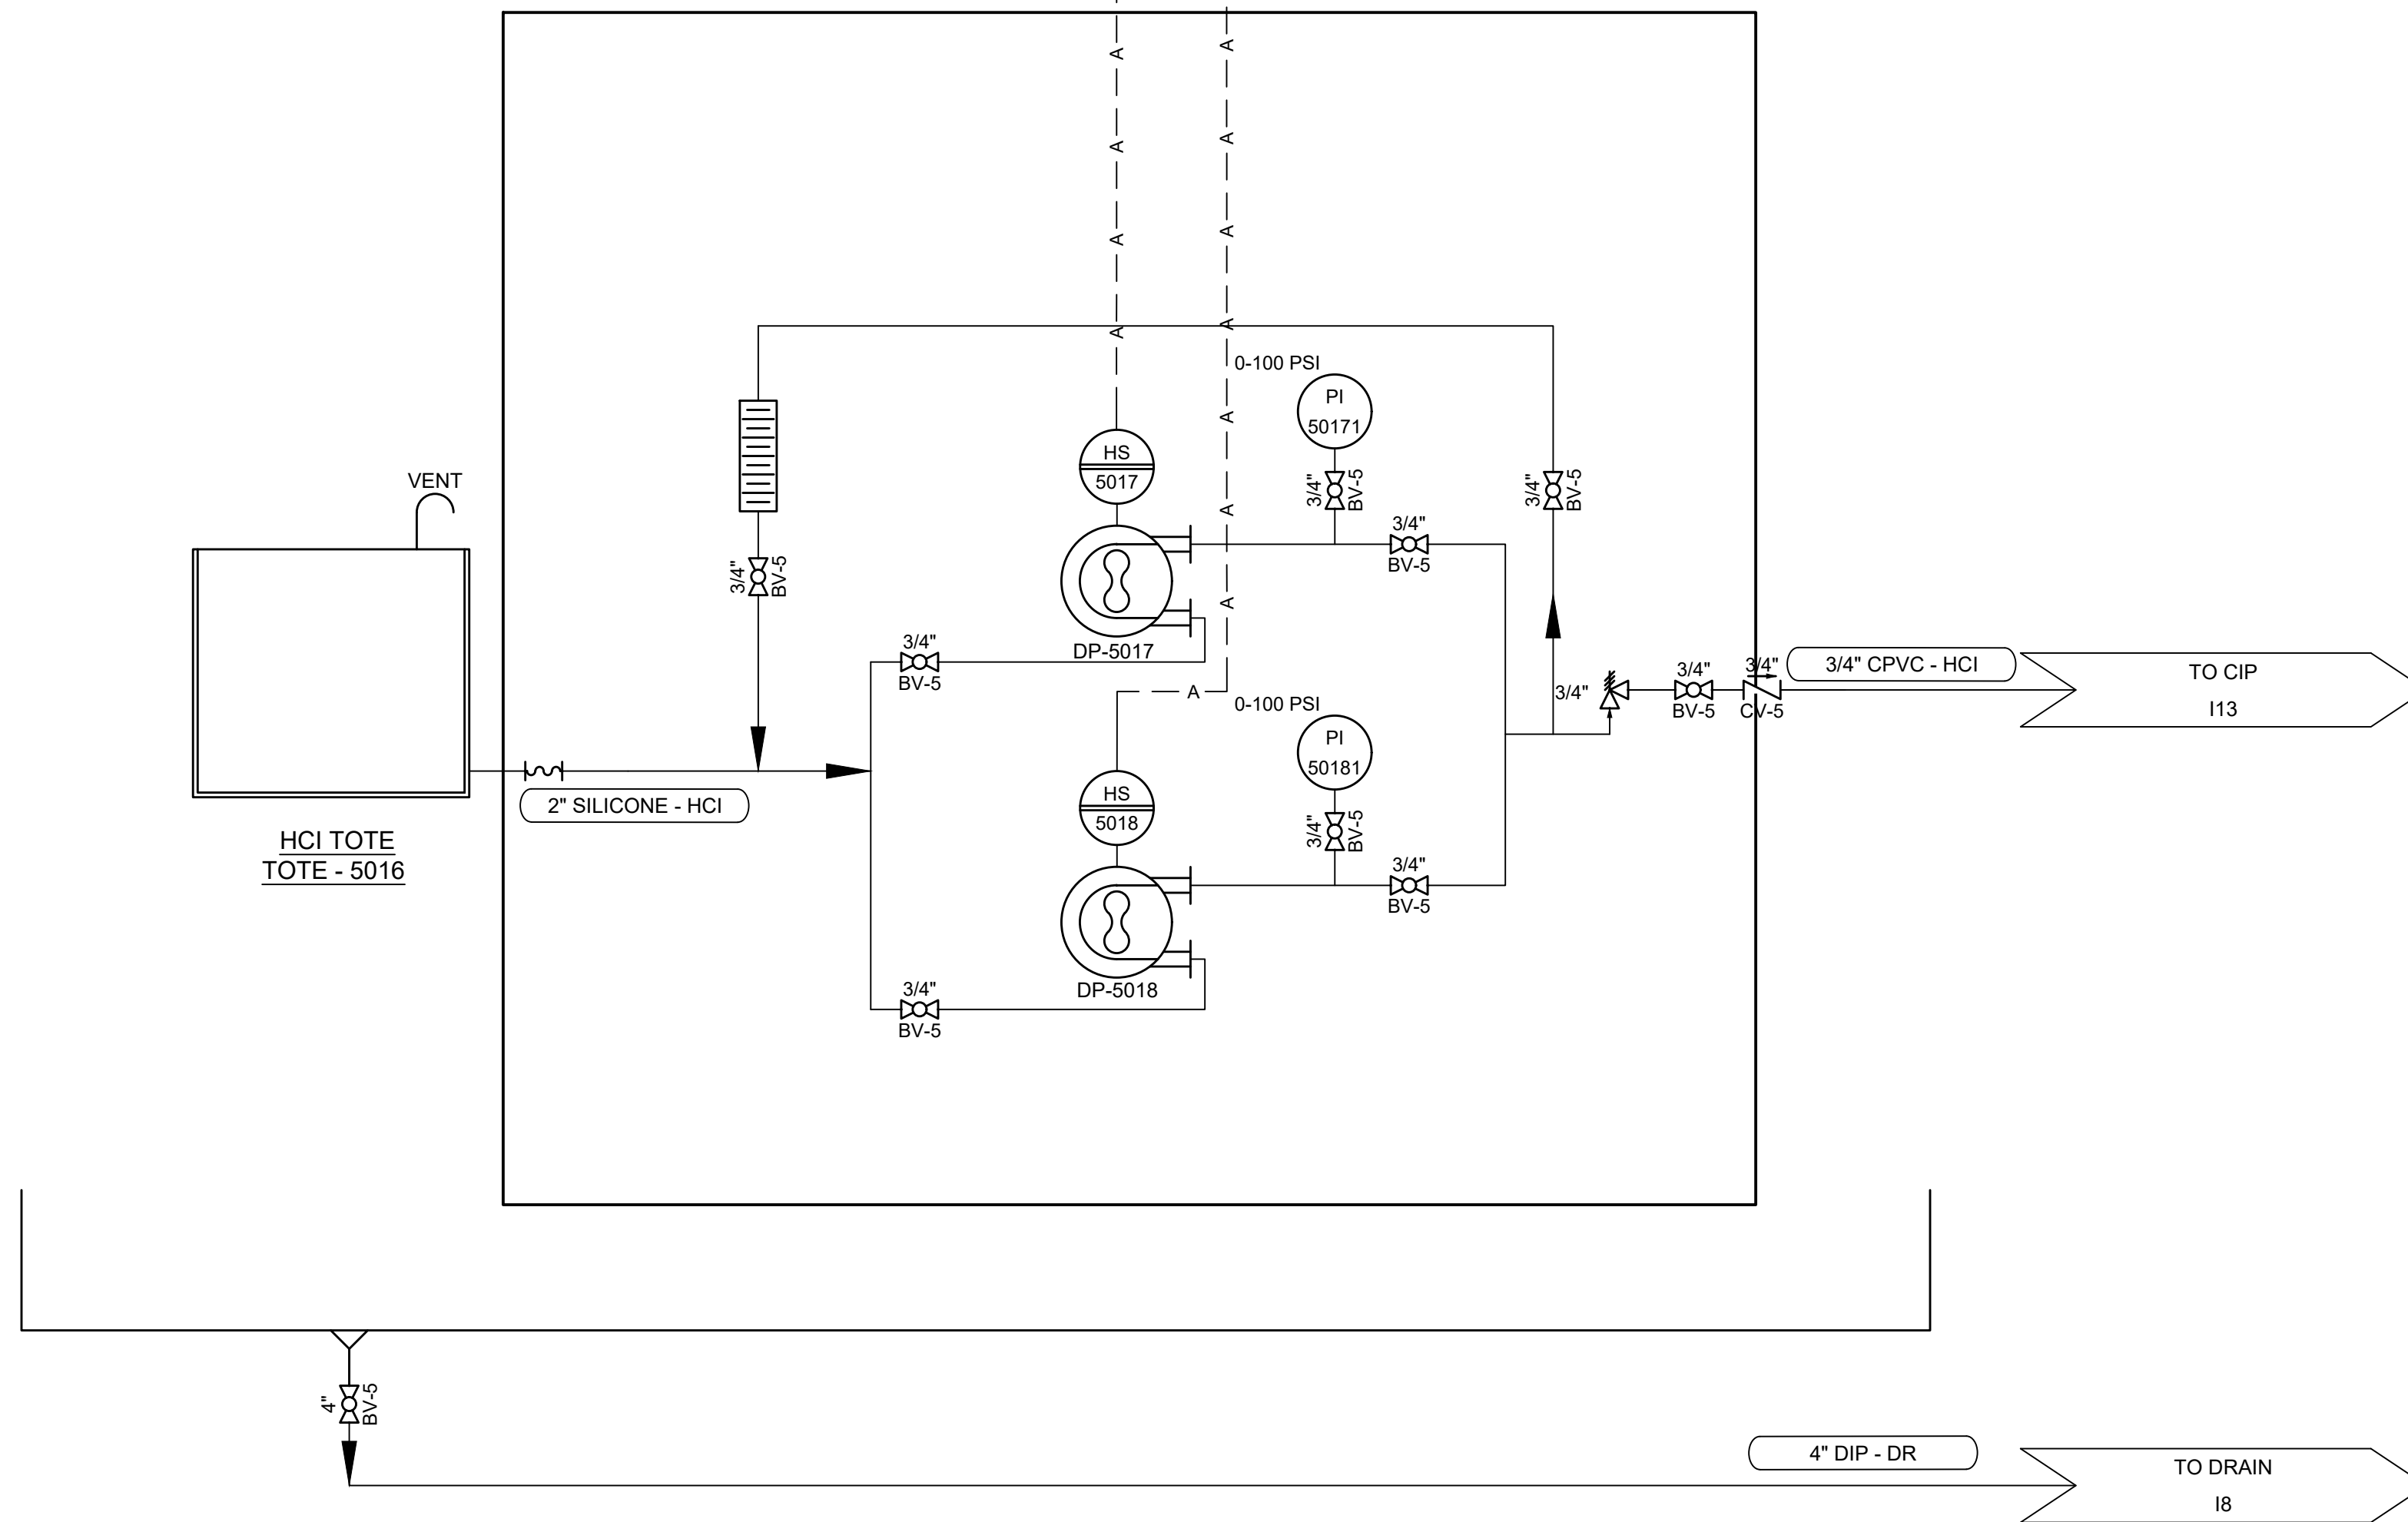 A
A
A
A
A
A
A
A
A
A
A
A
0-100 PSI
PI
50171
HS
5017
3/4"
BV-5
3/4"
BV-5
VENT
3/4"
BV-5
3/4"
BV-5
DP-5017
3/4"
BV-5
A
0-100 PSI
PI
50181
3/4"
3/4"
BV-5
3/4"
CV-5
3/4" CPVC - HCl
TO CIP
I13
2" SILICONE - HCl
HCl TOTE
TOTE - 5016
HS
5018
3/4"
BV-5
3/4"
BV-5
DP-5018
3/4"
BV-5
4"
BV-5
4" DIP - DR
TO DRAIN
I8